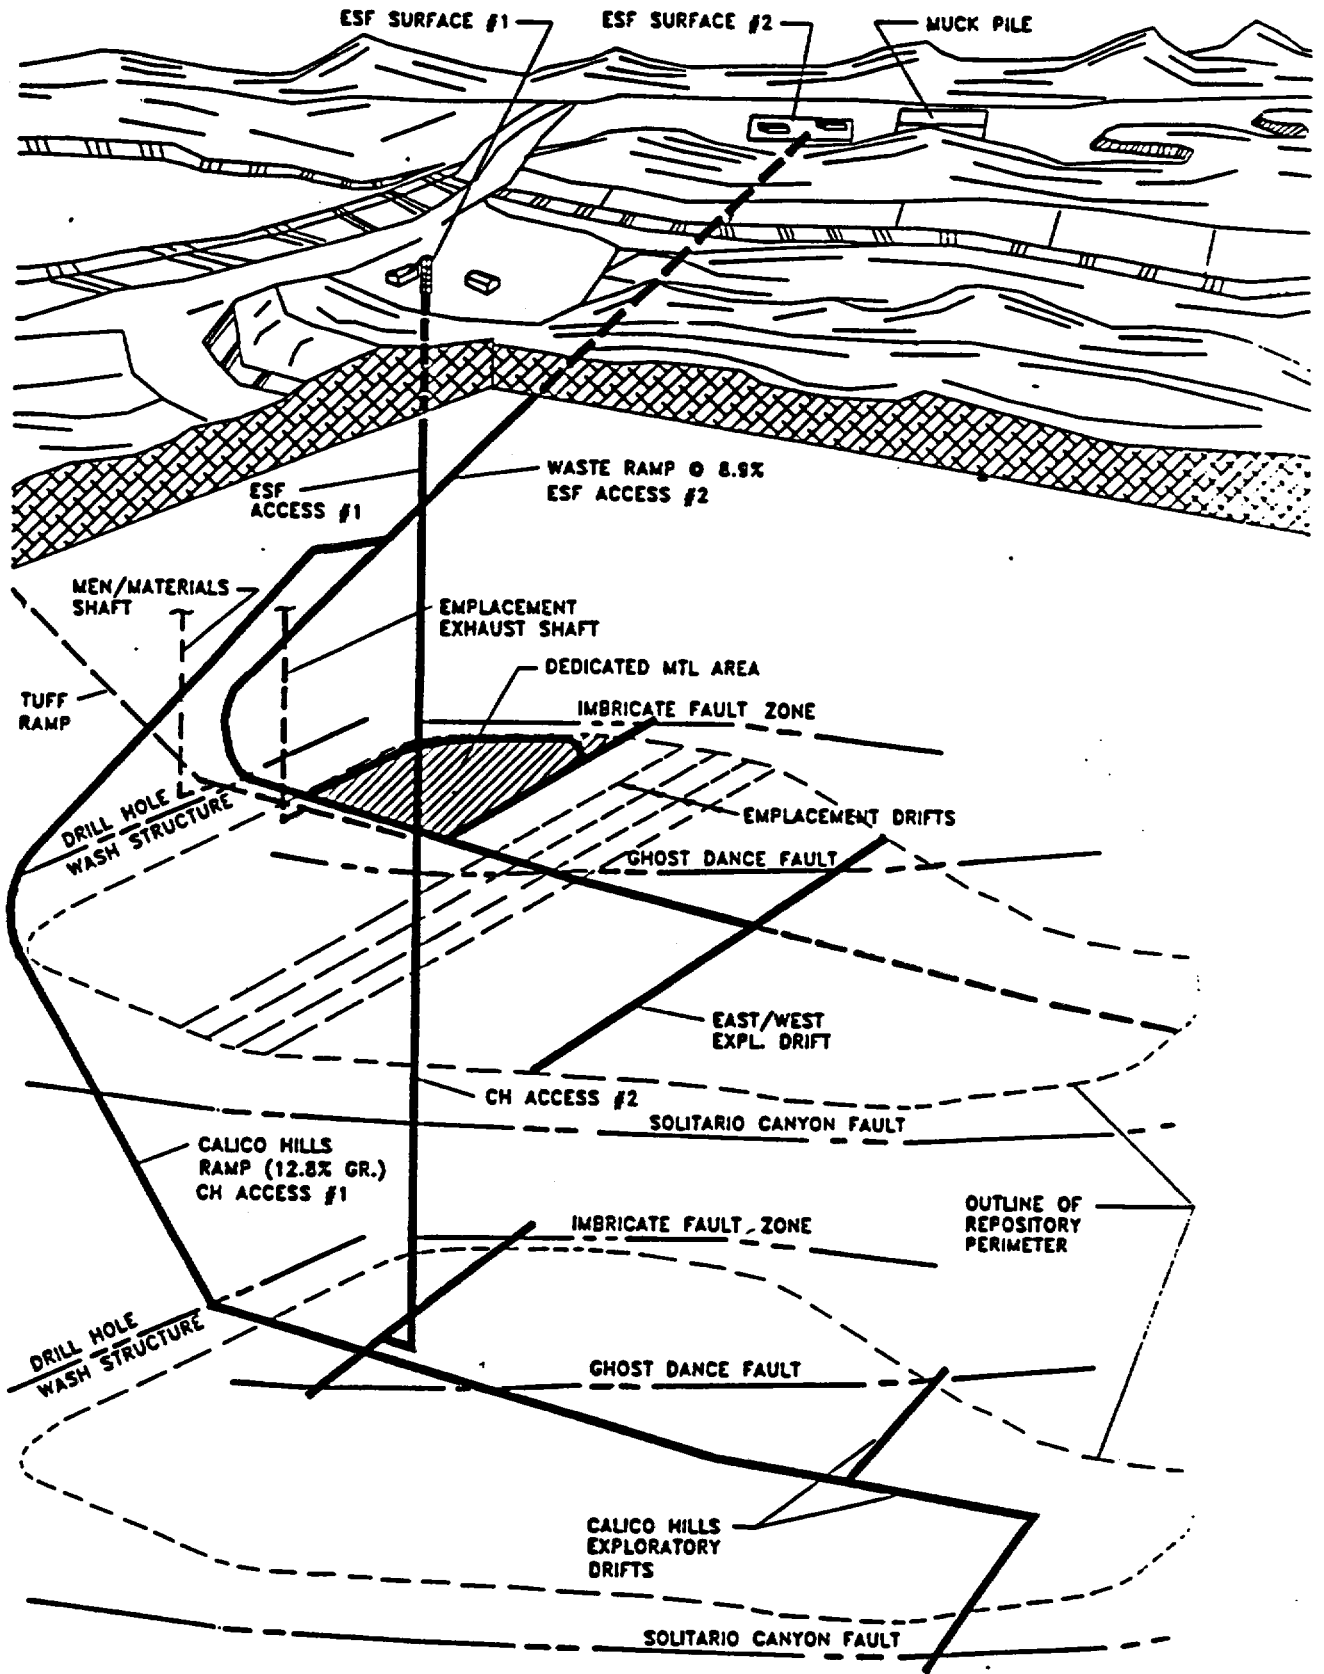 ESF SURFACE #1
ESF SURFACE #2
MUCK PILE
WASTE RAMP @ 8.9%
ESF ACCESS #2
ESF
ACCESS #1
MEN/MATERIALS
SHAFT
EMPLACEMENT
EXHAUST SHAFT
DEDICATED MTL AREA
TUFF
RAMP
IMBRICATE FAULT ZONE
DRILL HOLE
WASH STRUCTURE
EMPLACEMENT DRIFTS
GHOST DANCE FAULT
EAST/WEST
EXPL. DRIFT
CH ACCESS #2
SOLITARIO CANYON FAULT
CALICO HILLS
RAMP (12.8% GR.)
CH ACCESS #1
OUTLINE OF
REPOSITORY
PERIMETER
IMBRICATE FAULT ZONE
DRILL HOLE
WASH STRUCTURE
GHOST DANCE FAULT
CALICO HILLS
EXPLORATORY
DRIFTS
SOLITARIO CANYON FAULT